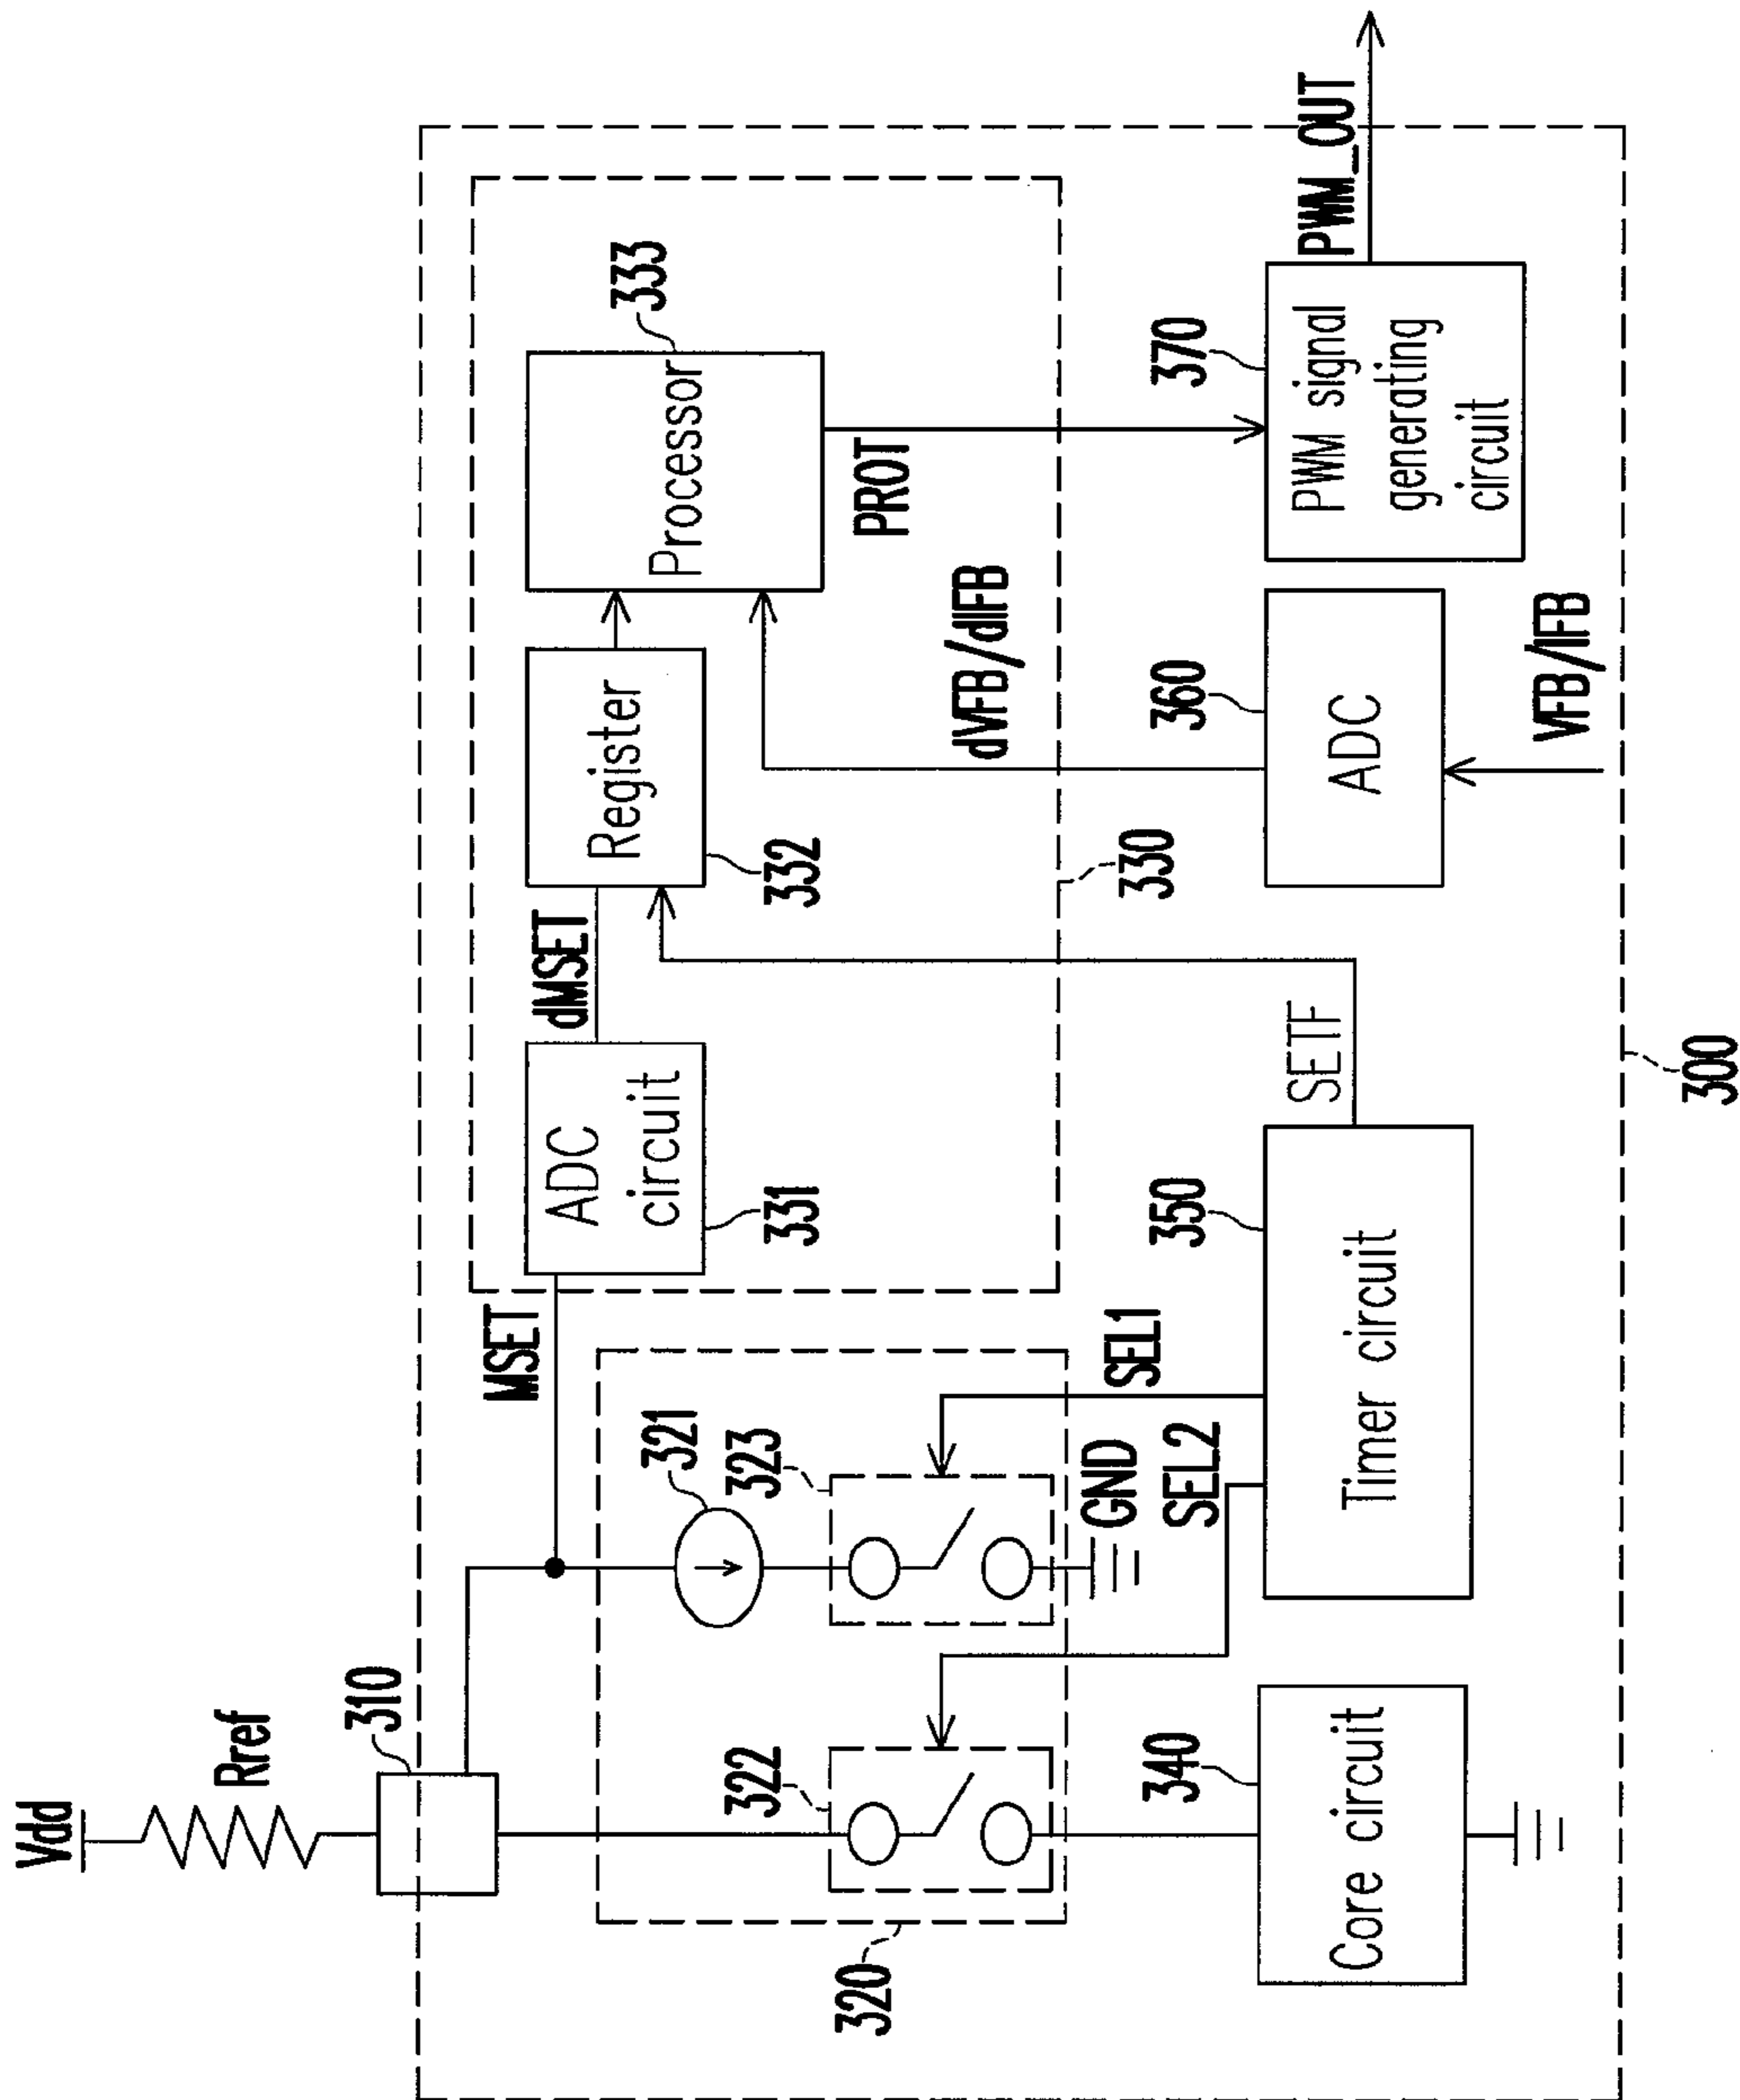 Vdd
Rref
310
MSET
dMSET
ADC
circuit
331
Register
332
Processor
333
321
322
323
320
GND
SEL1
SEL2
PROT
dVFB/dIFB
330
340
Core circuit
350
Timer circuit
SETF
360
ADC
VFB/IFB
370
PWM signal
generating
circuit
PWM_OUT
300